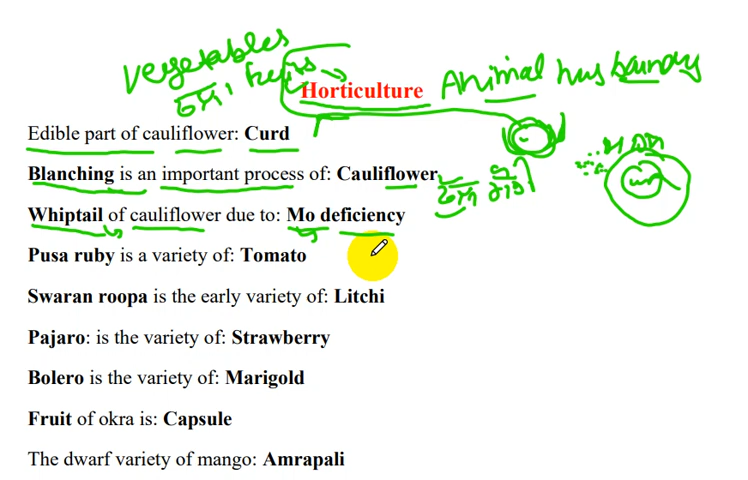 vegetables
fruits
Animal husbandry
Horticulture
Edible part of cauliflower: Curd
Blanching is an important process of: Cauliflower
Whiptail of cauliflower due to: Mo deficiency
Pusa ruby is a variety of: Tomato
Swaran roopa is the early variety of: Litchi
Pajaro: is the variety of: Strawberry
Bolero is the variety of: Marigold
Fruit of okra is: Capsule
The dwarf variety of mango: Amrapali